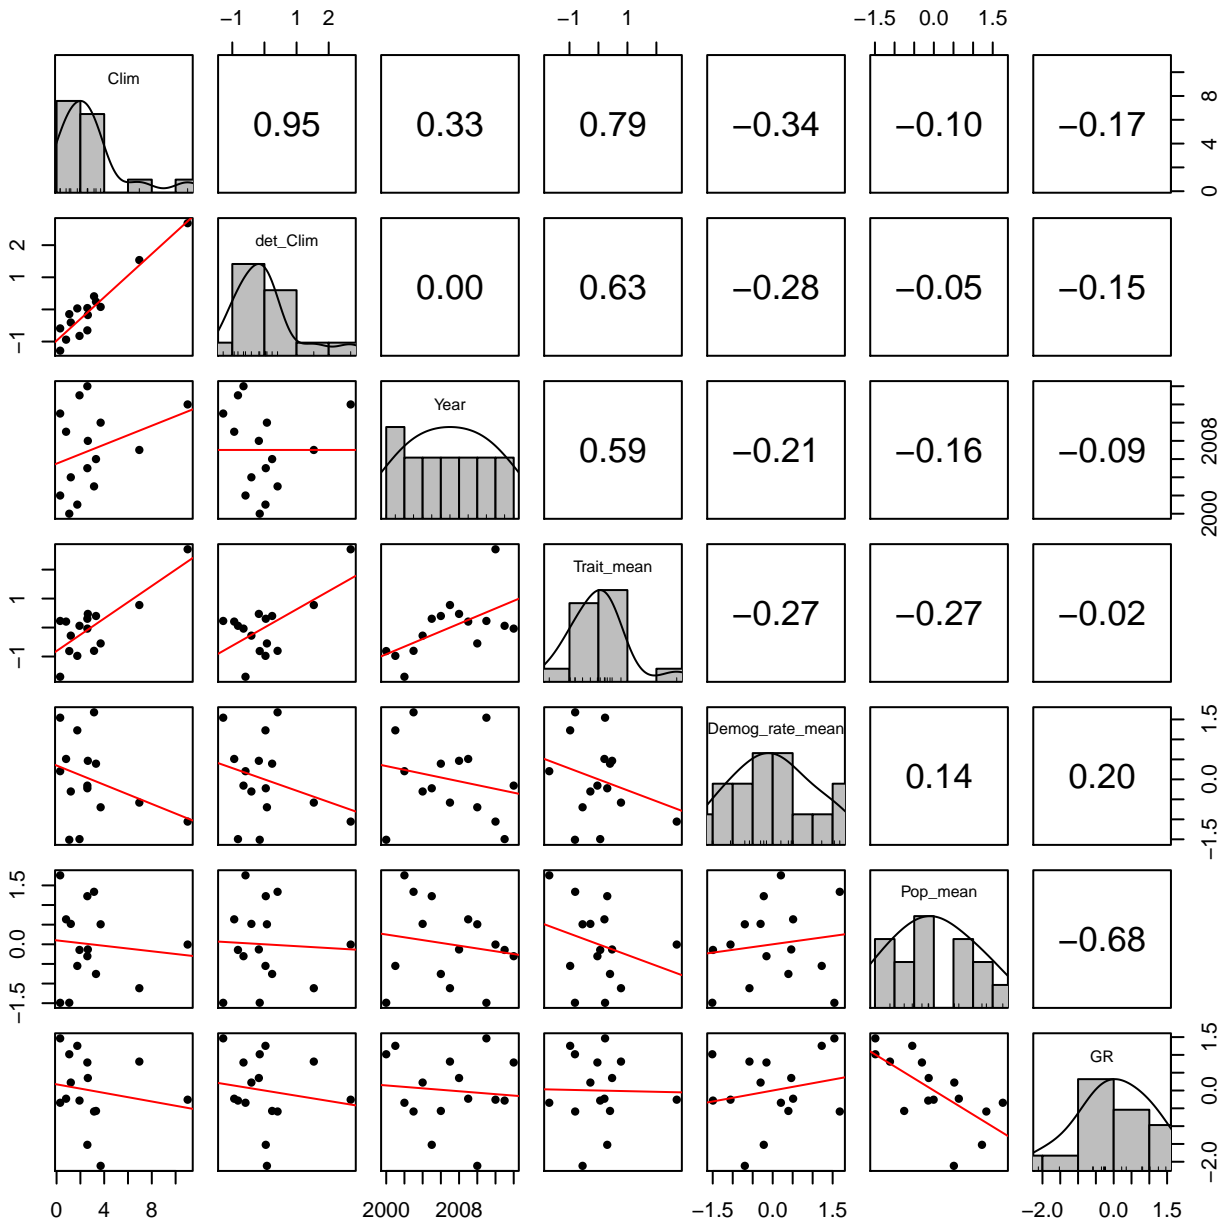 −1 1 2 −1 1 −1.5 0.0 1.5
Clim 0.95 0.33 0.79 −0.34 −0.10 −0.17 0 4 8
−1 1 2 det_Clim 0.00 0.63 −0.28 −0.05 −0.15
Year 0.59 −0.21 −0.16 −0.09 2000 2008
−1 1 Trait_mean −0.27 −0.27 −0.02
Demog_rate_mean 0.14 0.20 −1.5 0.0 1.5
−1.5 0.0 1.5 Pop_mean −0.68
GR −2.0 0.0 1.5
0 4 8 2000 2008 −1.5 0.0 1.5 −2.0 0.0 1.5